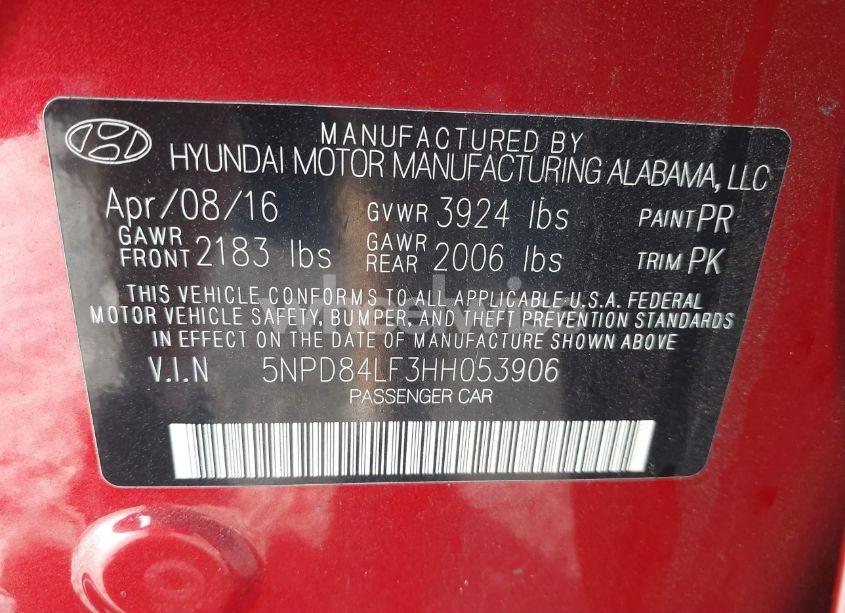 MANUFACTURED BY
HYUNDAI MOTOR MANUFACTURING ALABAMA, LLC
Apr/08/16 GVWR 3924 lbs PAINT PR
GAWR FRONT 2183 lbs GAWR REAR 2006 lbs TRIM PK
THIS VEHICLE CONFORMS TO ALL APPLICABLE U.S.A. FEDERAL
MOTOR VEHICLE SAFETY, BUMPER, AND THEFT PREVENTION STANDARDS
IN EFFECT ON THE DATE OF MANUFACTURE SHOWN ABOVE.
V.I.N 5NPD84LF3HH053906
PASSENGER CAR